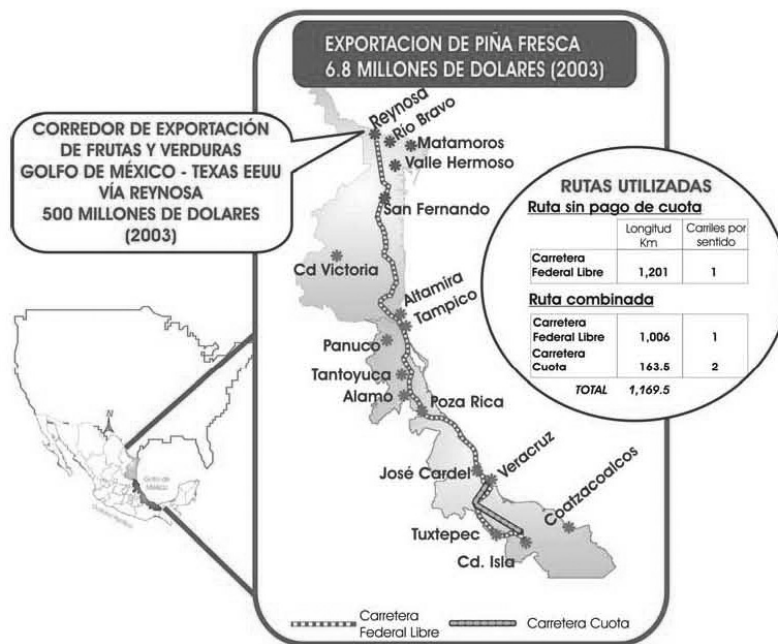 EXPORTACION DE PIÑA FRESCA
6.8 MILLONES DE DOLARES (2003)
CORREDOR DE EXPORTACIÓN
DE FRUTAS Y VERDURAS
GOLFO DE MÉXICO - TEXAS EEUU
VÍA REYNOSA
500 MILLONES DE DOLARES
(2003)
Reynosa
Río Bravo
Matamoros
Valle Hermoso
San Fernando
Cd Victoria
Altamira
Tampico
Panuco
Tantoyuca
Alamo
Poza Rica
José Cardel
Veracruz
Coatzacoalcos
Tuxtepec
Cd. Isla
RUTAS UTILIZADAS
Ruta sin pago de cuota
Longitud Km
Carriles por sentido
Carretera
Federal Libre 1,201 1
Ruta combinada
Carretera
Federal Libre 1,006 1
Carretera
Cuota 163.5 2
TOTAL 1,169.5
N
Golfo de
México
Carretera
Federal Libre
Carretera Cuota